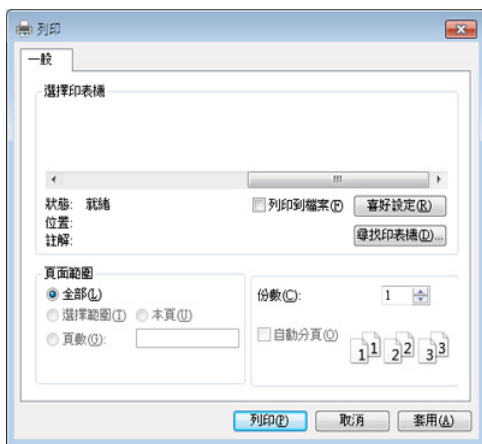 列印
一般
選擇印表機
狀態: 就緒
列印到檔案(F)
喜好設定(R)
位置:
註解:
尋找印表機(D)...
頁面範圍
全部(L)
選擇範圍(T) 本頁(U)
頁數(G):
份數(C): 1
自動分頁(O)
1 1 2 2 3 3
列印(P) 取消 套用(A)